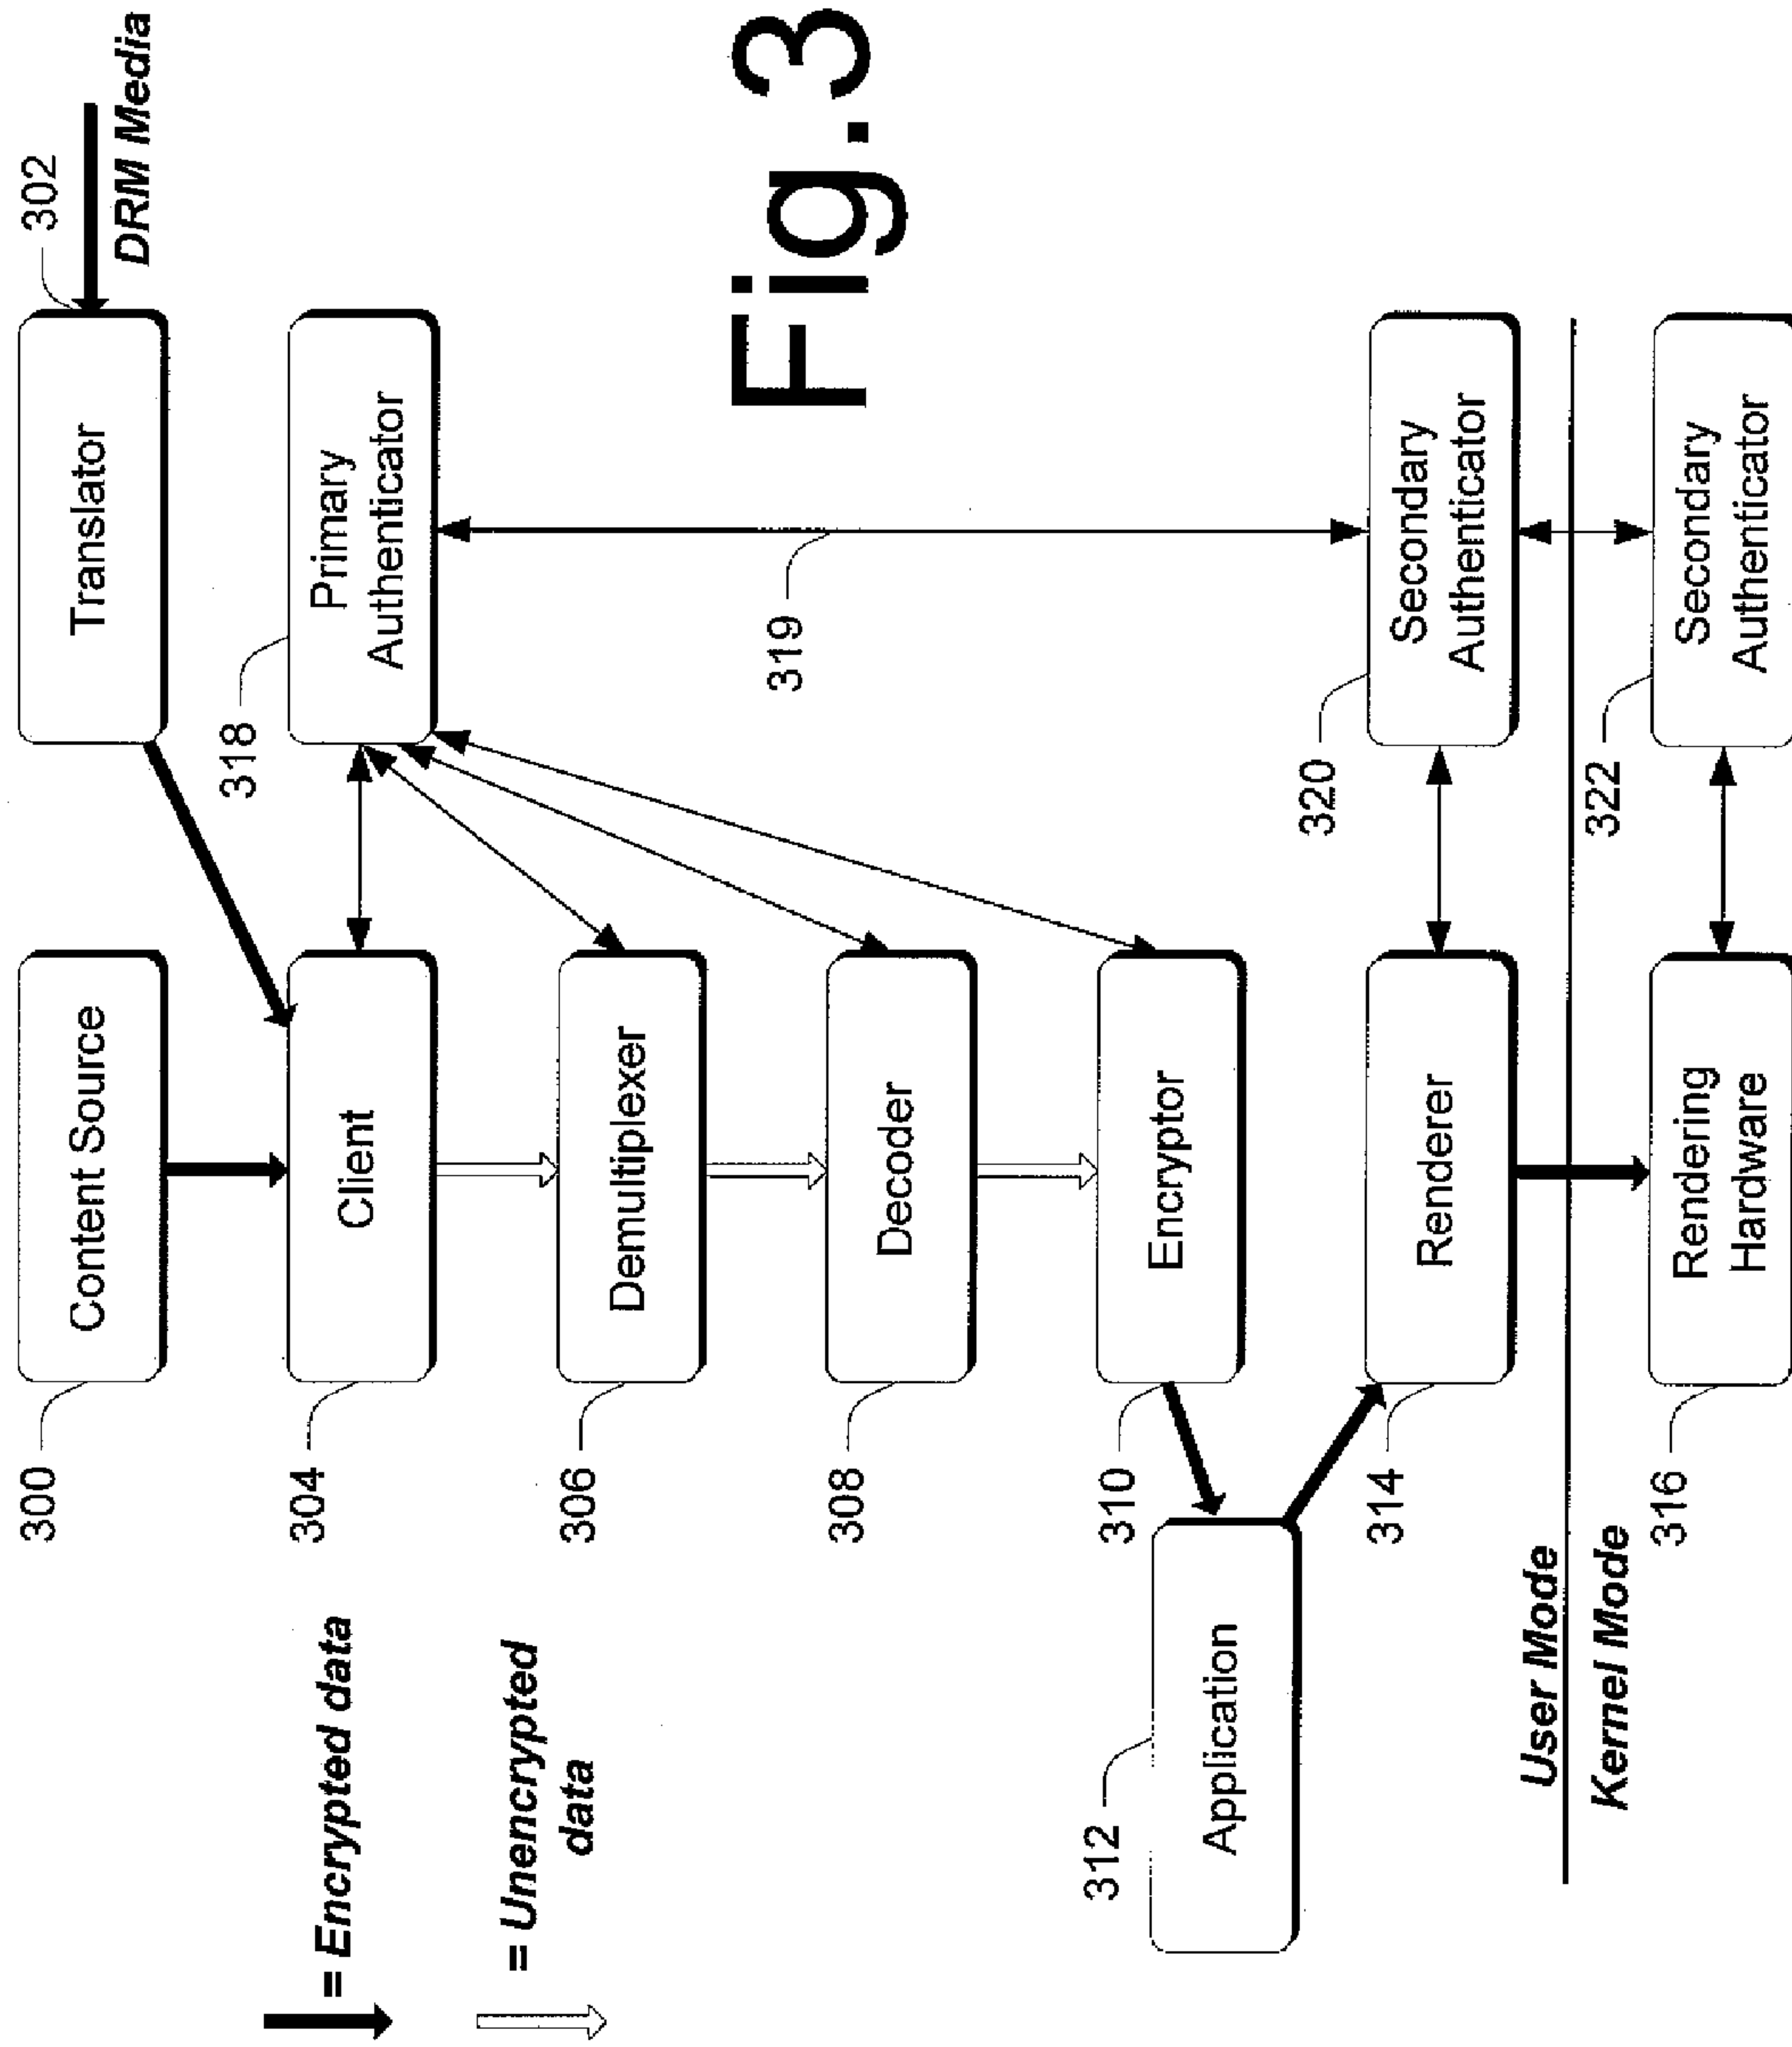 300
Content Source
Translator
302
DRM Media
304
Client
318
Primary
Authenticator
306
Demultiplexer
308
Decoder
319
310
Encryptor
312
Application
314
Renderer
320
Secondary
Authenticator
User Mode
Kernel Mode
316
Rendering
Hardware
322
Secondary
Authenticator
= Encrypted data
= Unencrypted
data
Fig.3